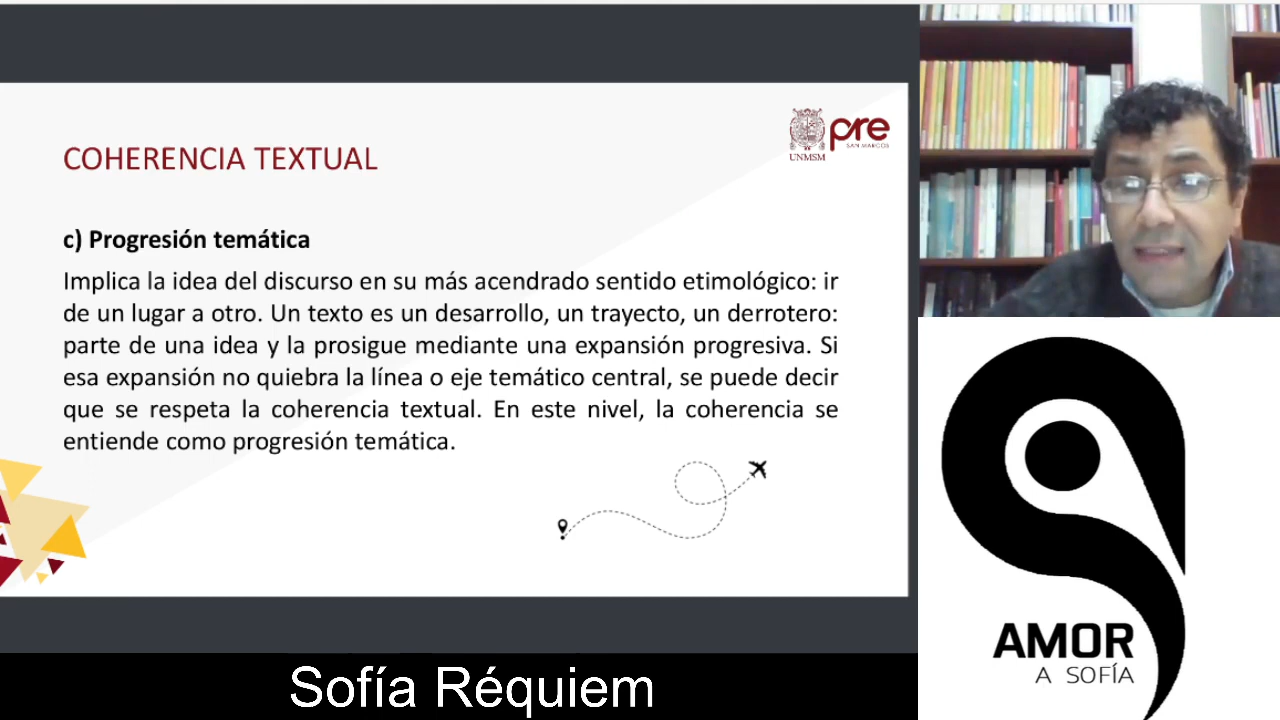 COHERENCIA TEXTUAL
pre
SAN MARCOS
UNMSM
c) Progresión temática
Implica la idea del discurso en su más acendrado sentido etimológico: ir
de un lugar a otro. Un texto es un desarrollo, un trayecto, un derrotero:
parte de una idea y la prosigue mediante una expansión progresiva. Si
esa expansión no quiebra la línea o eje temático central, se puede decir
que se respeta la coherencia textual. En este nivel, la coherencia se
entiende como progresión temática.
AMOR
A SOFÍA
Sofía Réquiem